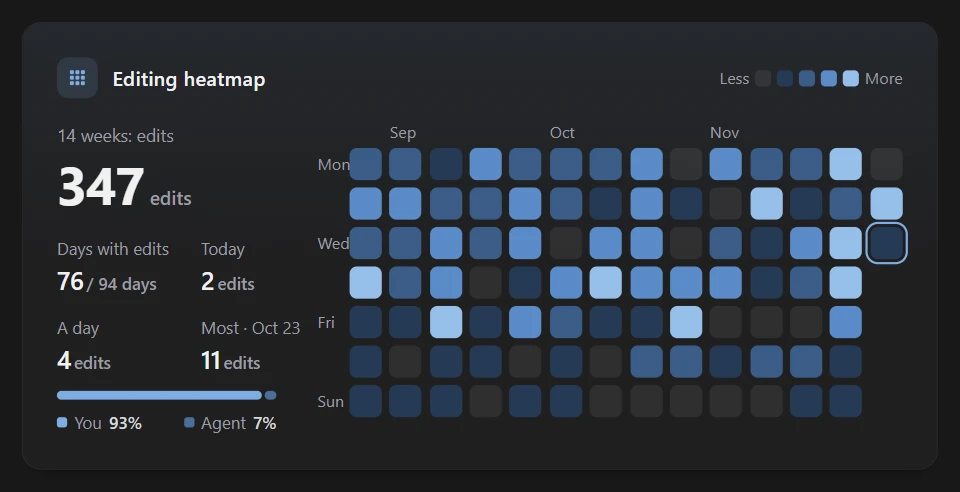 Editing heatmap
Less More
14 weeks: edits
347 edits
Days with edits
76 / 94 days
Today
2 edits
A day
4 edits
Most · Oct 23
11 edits
You 93%
Agent 7%
Sep Oct Nov
Mon
Wed
Fri
Sun